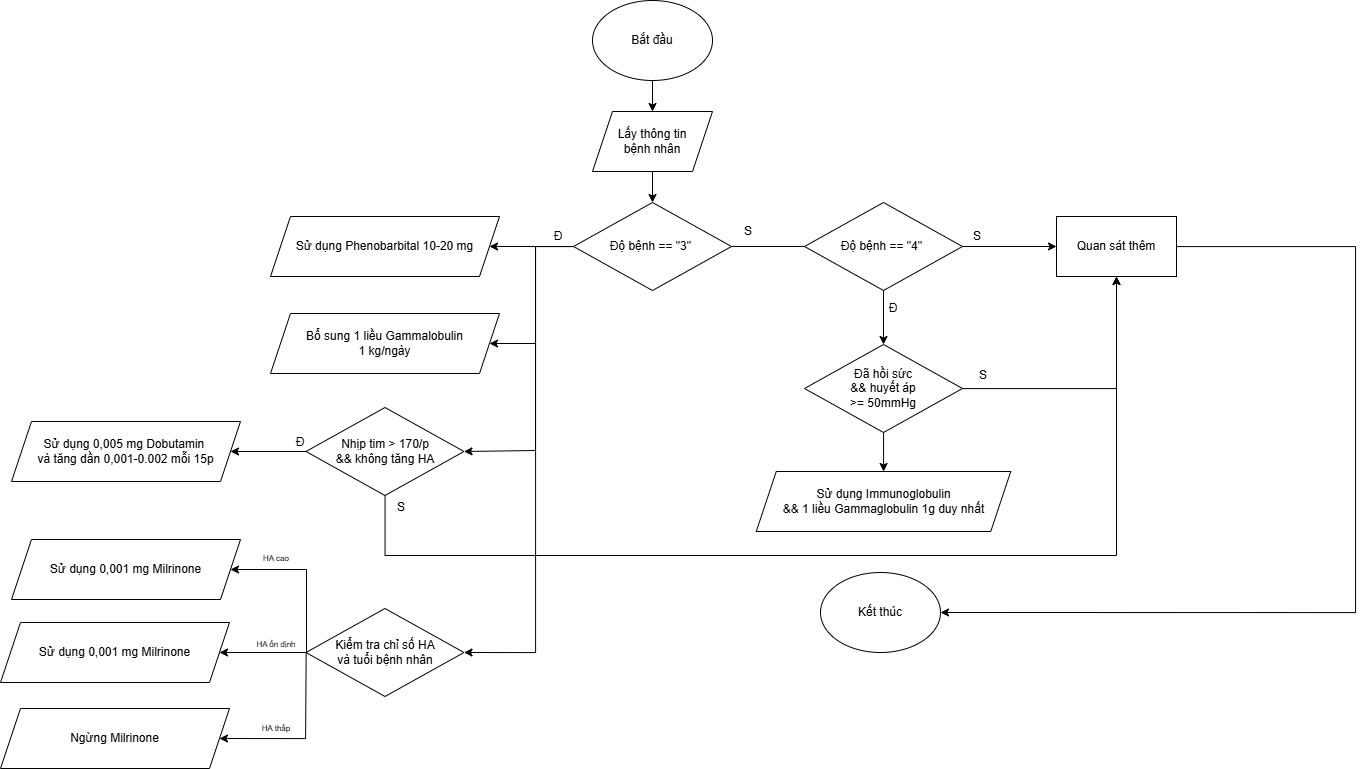 Bắt đầu
Lấy thông tin
bệnh nhân
Độ bệnh == "3"
Đ
S
Độ bệnh == "4"
S
Đ
Quan sát thêm
Sử dụng Phenobarbital 10-20 mg
Bổ sung 1 liều Gammalobulin
1 kg/ngày
Đã hồi sức
&& huyết áp
>= 50mmHg
S
Nhịp tim > 170/p
&& không tăng HA
Đ
S
Sử dụng 0,005 mg Dobutamin
và tăng dần 0,001-0.002 mỗi 15p
Sử dụng Immunoglobulin
&& 1 liều Gammaglobulin 1g duy nhất
Kết thúc
Kiểm tra chỉ số HA
và tuổi bệnh nhân
HA cao
Sử dụng 0,001 mg Milrinone
HA ổn định
Sử dụng 0,001 mg Milrinone
HA thấp
Ngừng Milrinone